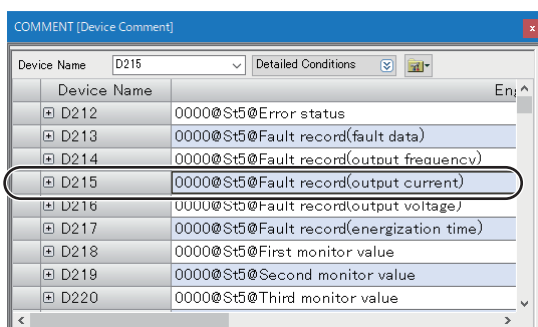 COMMENT [Device Comment]
Device Name D215 Detailed Conditions
Device Name Eng
D212 0000@St5@Error status
D213 0000@St5@Fault record(fault data)
D214 0000@St5@Fault record(output frequency)
D215 0000@St5@Fault record(output current)
D216 0000@St5@Fault record(output voltage)
D217 0000@St5@Fault record(energization time)
D218 0000@St5@First monitor value
D219 0000@St5@Second monitor value
D220 0000@St5@Third monitor value